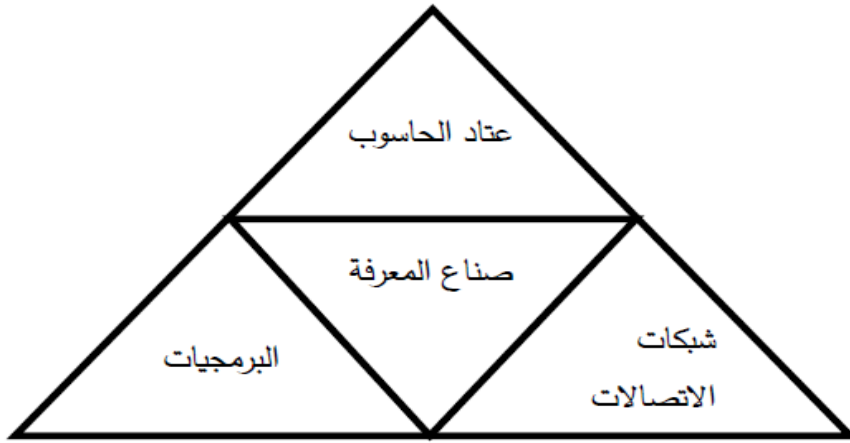 عتاد الحاسوب
صناع المعرفة
شبكات
الاتصالات
البرمجيات